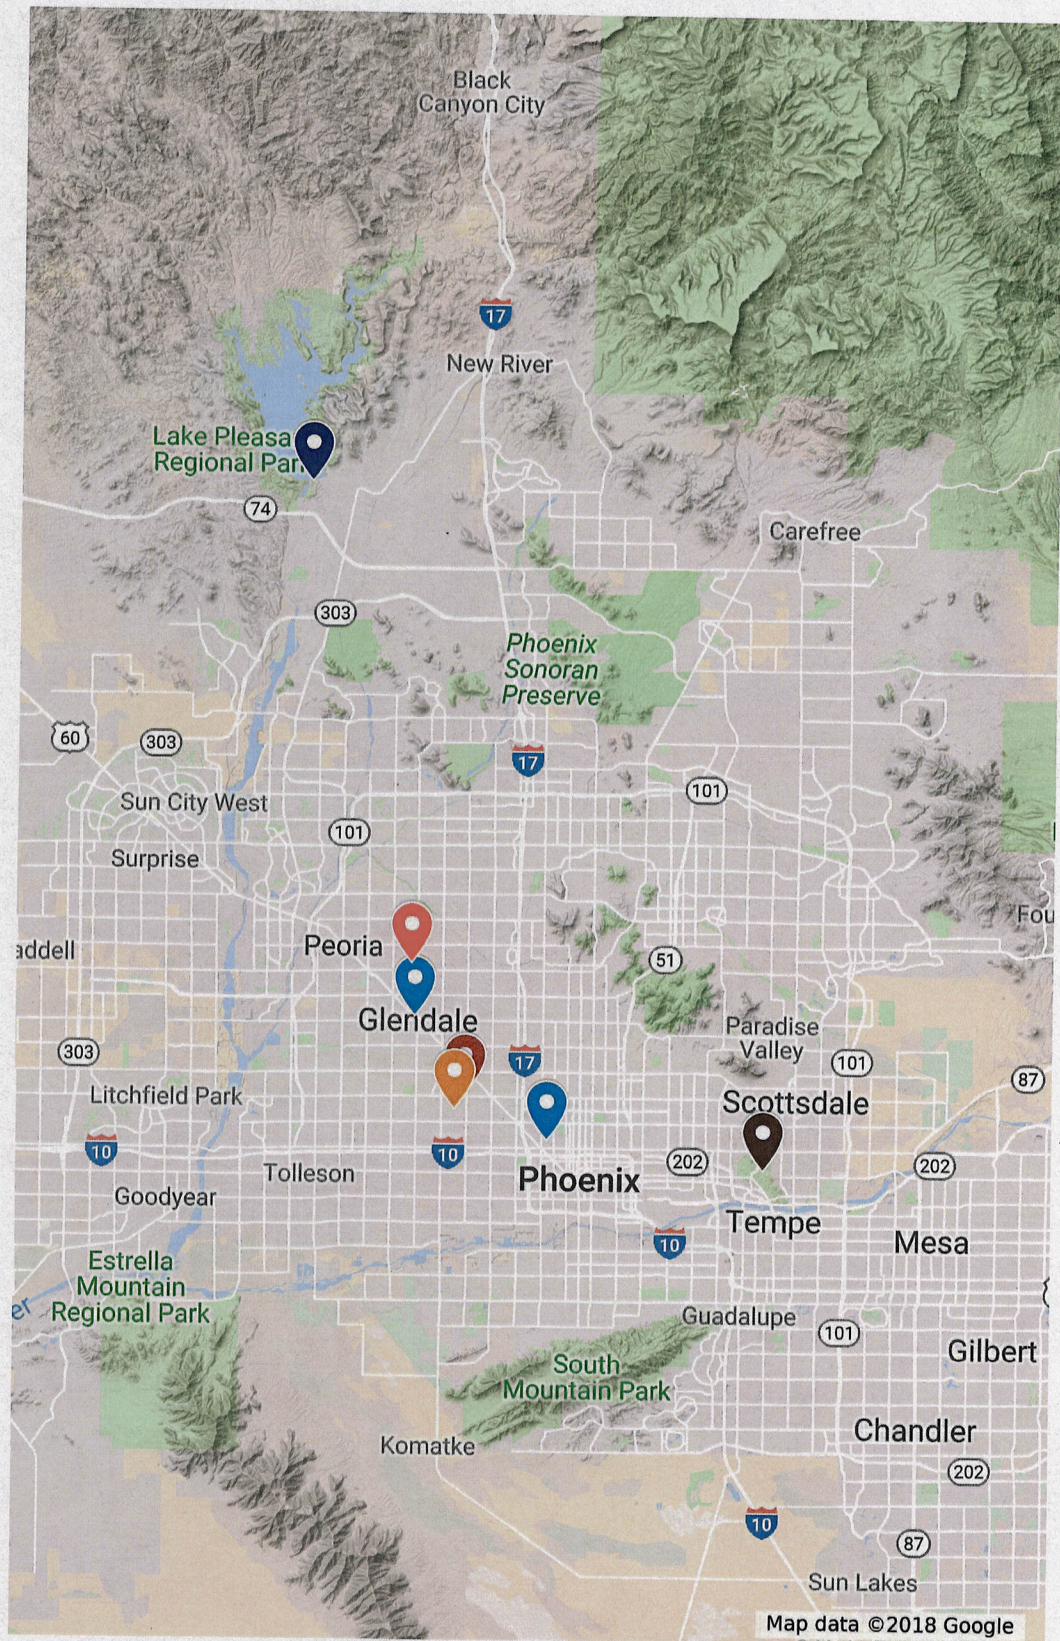 Black
Canyon City
17
New River
Lake Pleasa
Regional Par
74
Carefree
303
Phoenix
Sonoran
Preserve
60
303
17
101
Sun City West
101
Surprise
Fou
Peoria
addell
51
Glendale
Paradise
Valley
303
17
101
87
Litchfield Park
Scottsdale
10
10
202
202
Tolleson
Phoenix
Goodyear
Tempe
10
Mesa
Estrella
Mountain
Regional Park
er
Guadalupe
101
Gilbert
South
Mountain Park
Chandler
Komatke
202
10
87
Sun Lakes
Map data ©2018 Google